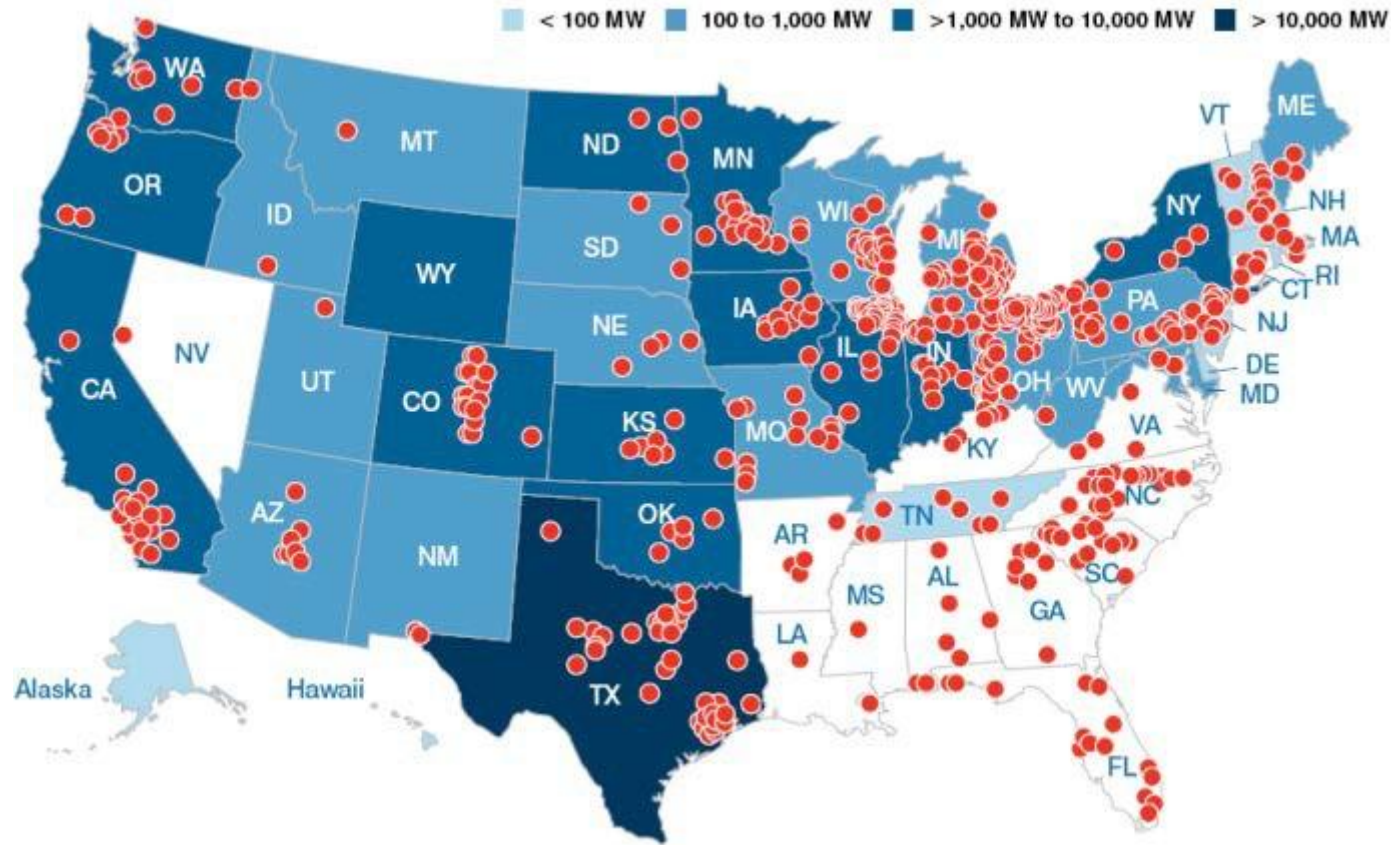 < 100 MW 100 to 1,000 MW >1,000 MW to 10,000 MW > 10,000 MW
WA
MT
ND
MN
VT
ME
OR
ID
SD
WI
MI
NY
NH
MA
WY
RI
CT
NE
IA
PA
NJ
NV
UT
CO
IL
IN
OH
WV
DE
MD
CA
KS
MO
KY
VA
AZ
NM
OK
AR
TN
NC
SC
MS
AL
GA
LA
TX
Alaska
Hawaii
FL